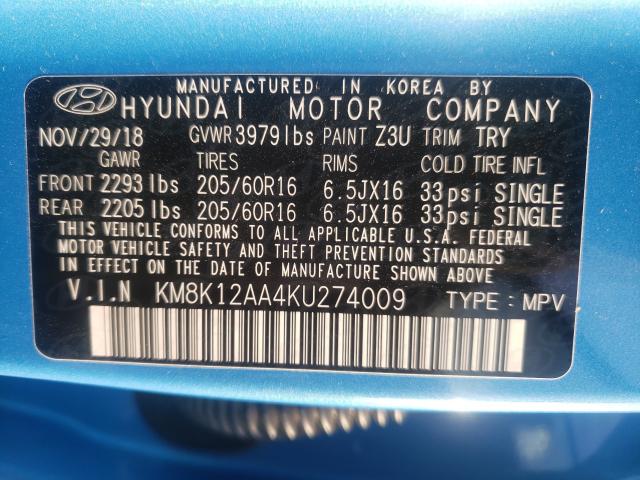 MANUFACTURED IN KOREA BY
HYUNDAI MOTOR COMPANY
NOV/29/18 GVWR 3979 lbs PAINT Z3U TRIM TRY
GAWR TIRES RIMS COLD TIRE INFL
FRONT 2293 lbs 205/60R16 6.5JX16 33psi SINGLE
REAR 2205 lbs 205/60R16 6.5JX16 33psi SINGLE
THIS VEHICLE CONFORMS TO ALL APPLICABLE U.S.A. FEDERAL
MOTOR VEHICLE SAFETY AND THEFT PREVENTION STANDARDS
IN EFFECT ON THE DATE OF MANUFACTURE SHOWN ABOVE.
V.I.N KM8K12AA4KU274009 TYPE : MPV